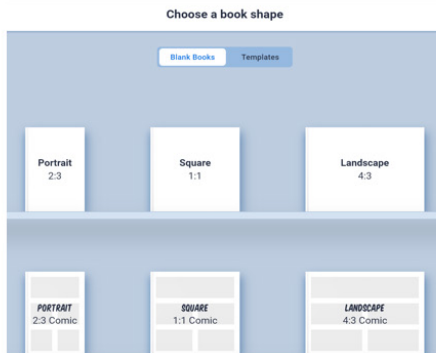 Choose a book shape
Blank Books Templates
Portrait Square Landscape
2:3 1:1 4:3
PORTRAIT SQUARE LANDSCAPE
2:3 Comic 1:1 Comic 4:3 Comic